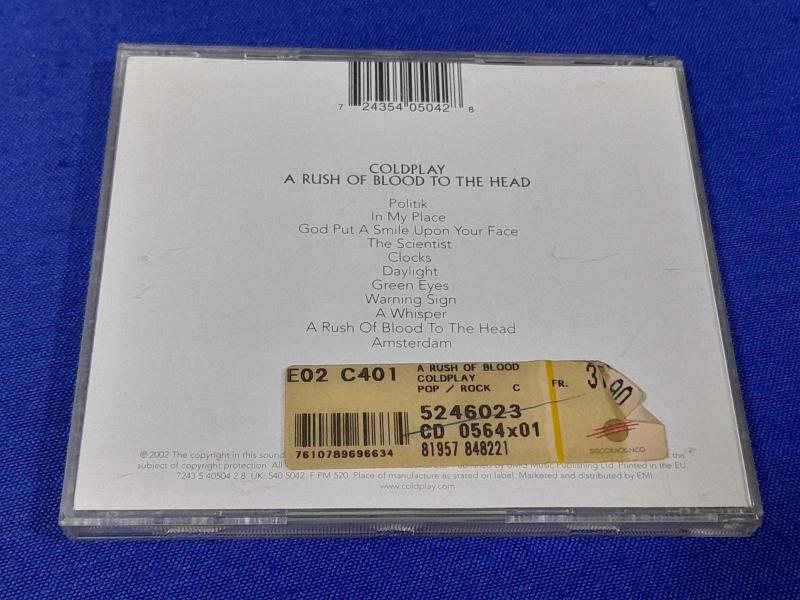 7 24354 05042 8
COLDPLAY
A RUSH OF BLOOD TO THE HEAD
Politik
In My Place
God Put A Smile Upon Your Face
The Scientist
Clocks
Daylight
Green Eyes
Warning Sign
A Whisper
A Rush Of Blood To The Head
Amsterdam
E02 C401
A RUSH OF BLOOD
COLDPLAY
POP / ROCK C
FR.
5246023
CD 0564x01
7610789696634
81957 848221
℗ 2002 The copyright in this sound
the
subject of copyright protection. All
Music Publishing Ltd. Printed in the EU.
7243 5 40504 2 8. UK: 540 5042. F: PM 520. Place of manufacture as stated on label. Marketed and distributed by EMI.
www.coldplay.com